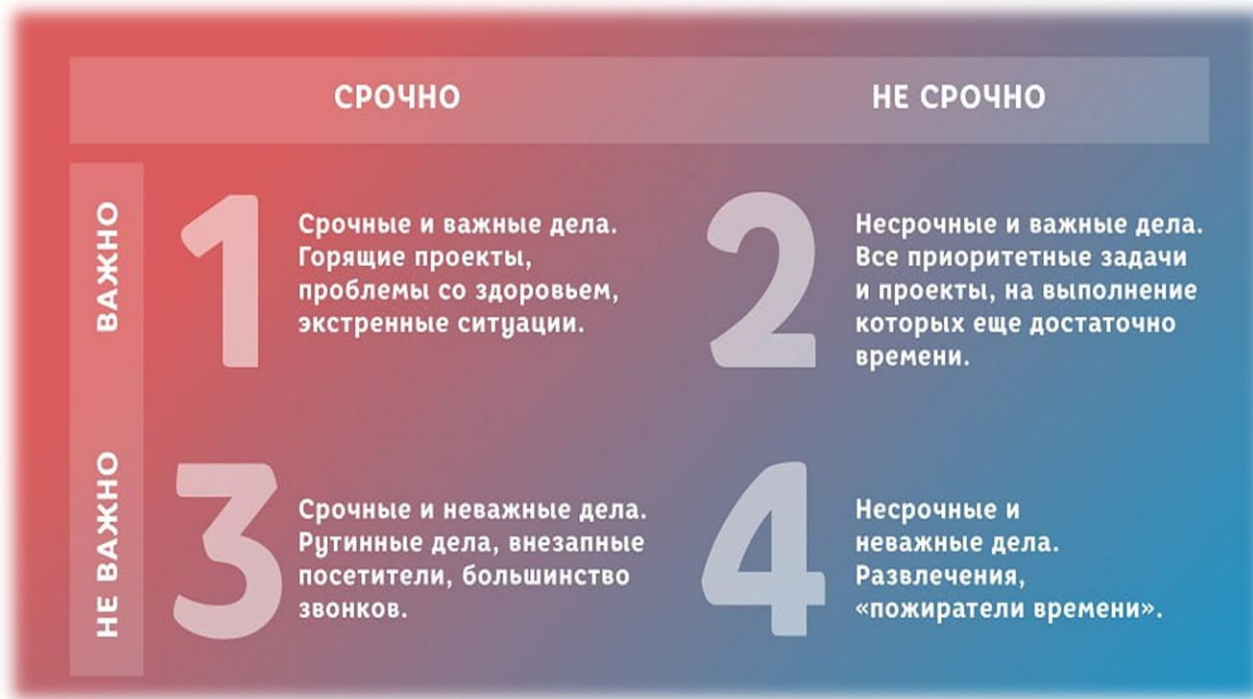 СРОЧНО
НЕ СРОЧНО
ВАЖНО
1
Срочные и важные дела.
Горящие проекты,
проблемы со здоровьем,
экстренные ситуации.
2
Несрочные и важные дела.
Все приоритетные задачи
и проекты, на выполнение
которых еще достаточно
времени.
НЕ ВАЖНО
3
Срочные и неважные дела.
Рутинные дела, внезапные
посетители, большинство
звонков.
4
Несрочные и
неважные дела.
Развлечения,
«пожиратели времени».